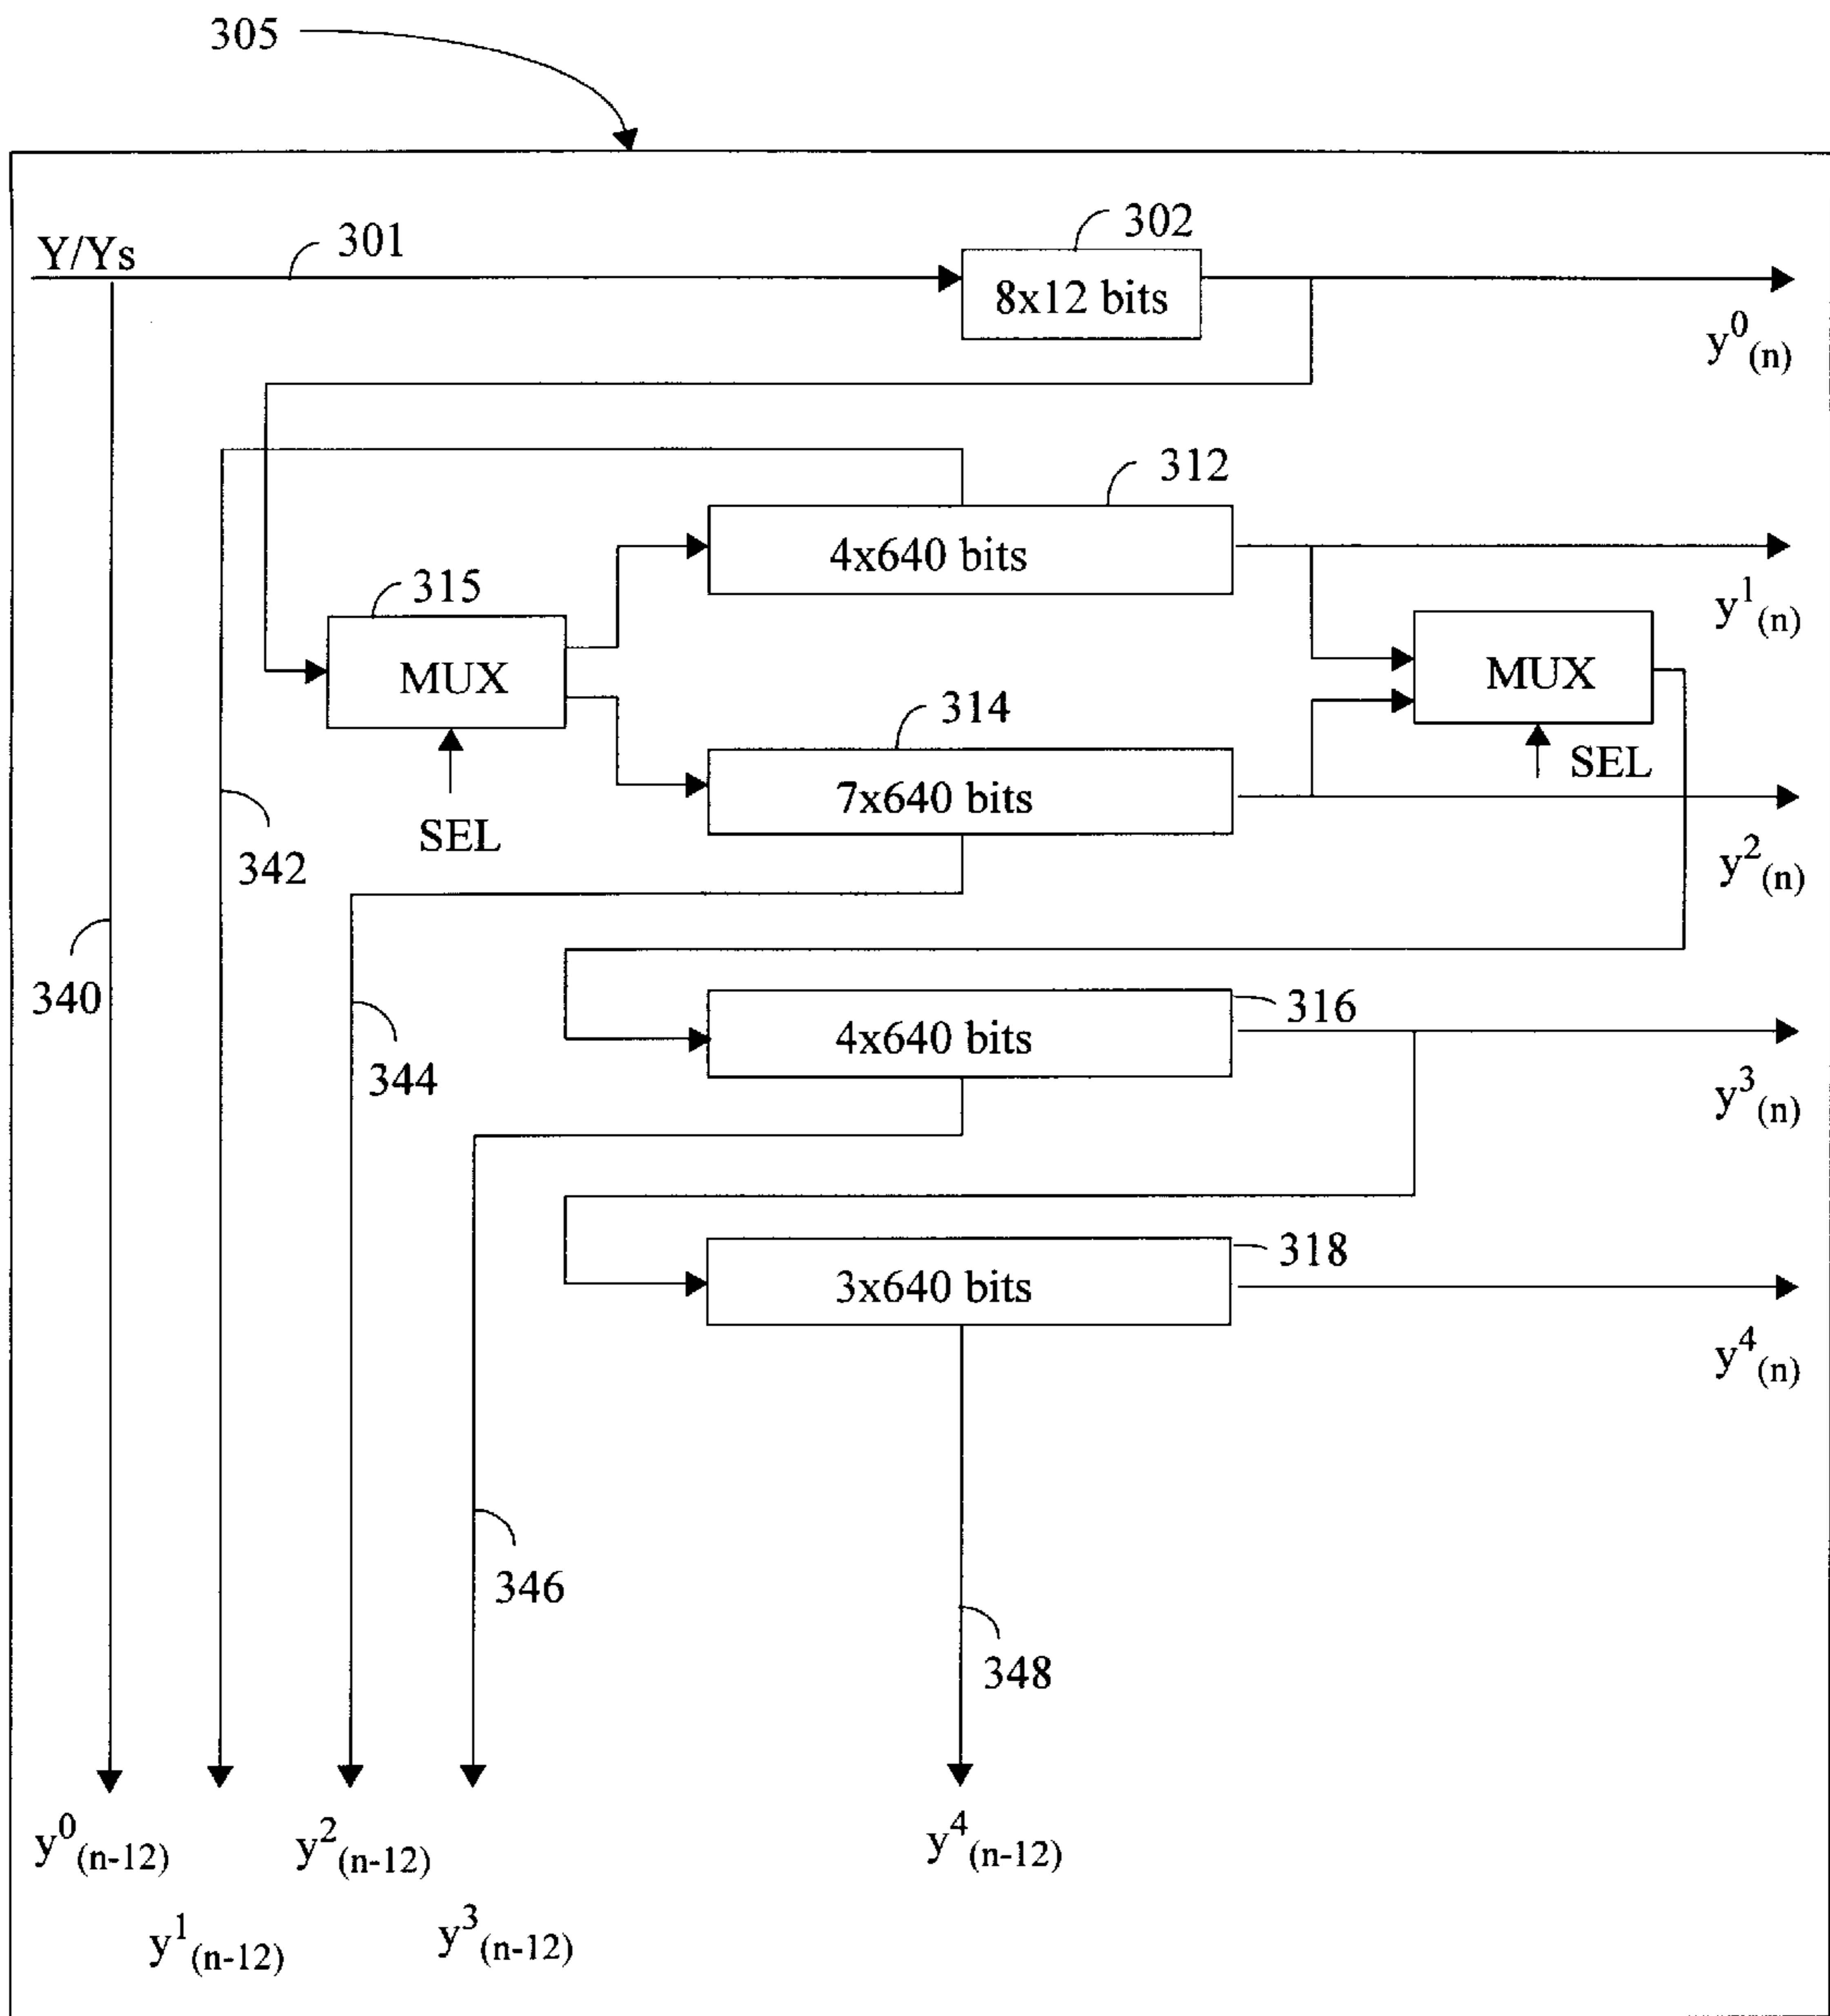 305
302
Y/Ys
301
8x12 bits
y⁰(n)
312
4x640 bits
315
y¹(n)
MUX
MUX
314
SEL
7x640 bits
SEL
342
y²(n)
340
316
4x640 bits
344
y³(n)
318
3x640 bits
y⁴(n)
346
348
y⁰(n-12)
y²(n-12)
y⁴(n-12)
y¹(n-12)
y³(n-12)